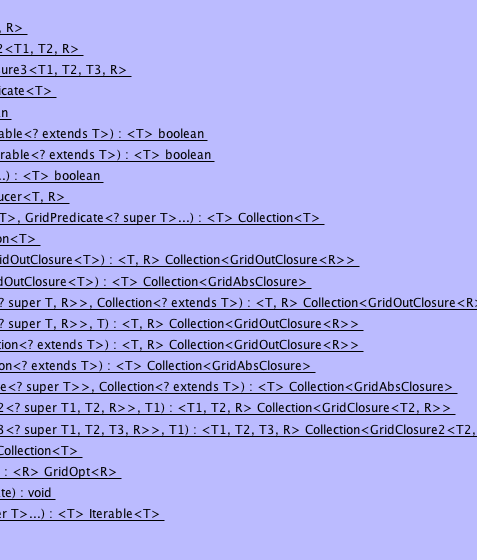 , R>
2<T1, T2, R>
ure3<T1, T2, T3, R>
icate<T>
n
able<? extends T>) : <T> boolean
rable<? extends T>) : <T> boolean
..) : <T> boolean
ucer<T, R>
T>, GridPredicate<? super T>...) : <T> Collection<T>
on<T>
idOutClosure<T>) : <T, R> Collection<GridOutClosure<R>>
dOutClosure<T>) : <T> Collection<GridAbsClosure>
? super T, R>>, Collection<? extends T>) : <T, R> Collection<GridOutClosure<R>
? super T, R>>, T) : <T, R> Collection<GridOutClosure<R>>
tion<? extends T>) : <T, R> Collection<GridOutClosure<R>>
on<? extends T>) : <T> Collection<GridAbsClosure>
e<? super T>>, Collection<? extends T>) : <T> Collection<GridAbsClosure>
2<? super T1, T2, R>>, T1) : <T1, T2, R> Collection<GridClosure<T2, R>>
3<? super T1, T2, T3, R>>, T1) : <T1, T2, T3, R> Collection<GridClosure2<T2,
Collection<T>
: <R> GridOpt<R>
te) : void
er T>...) : <T> Iterable<T>